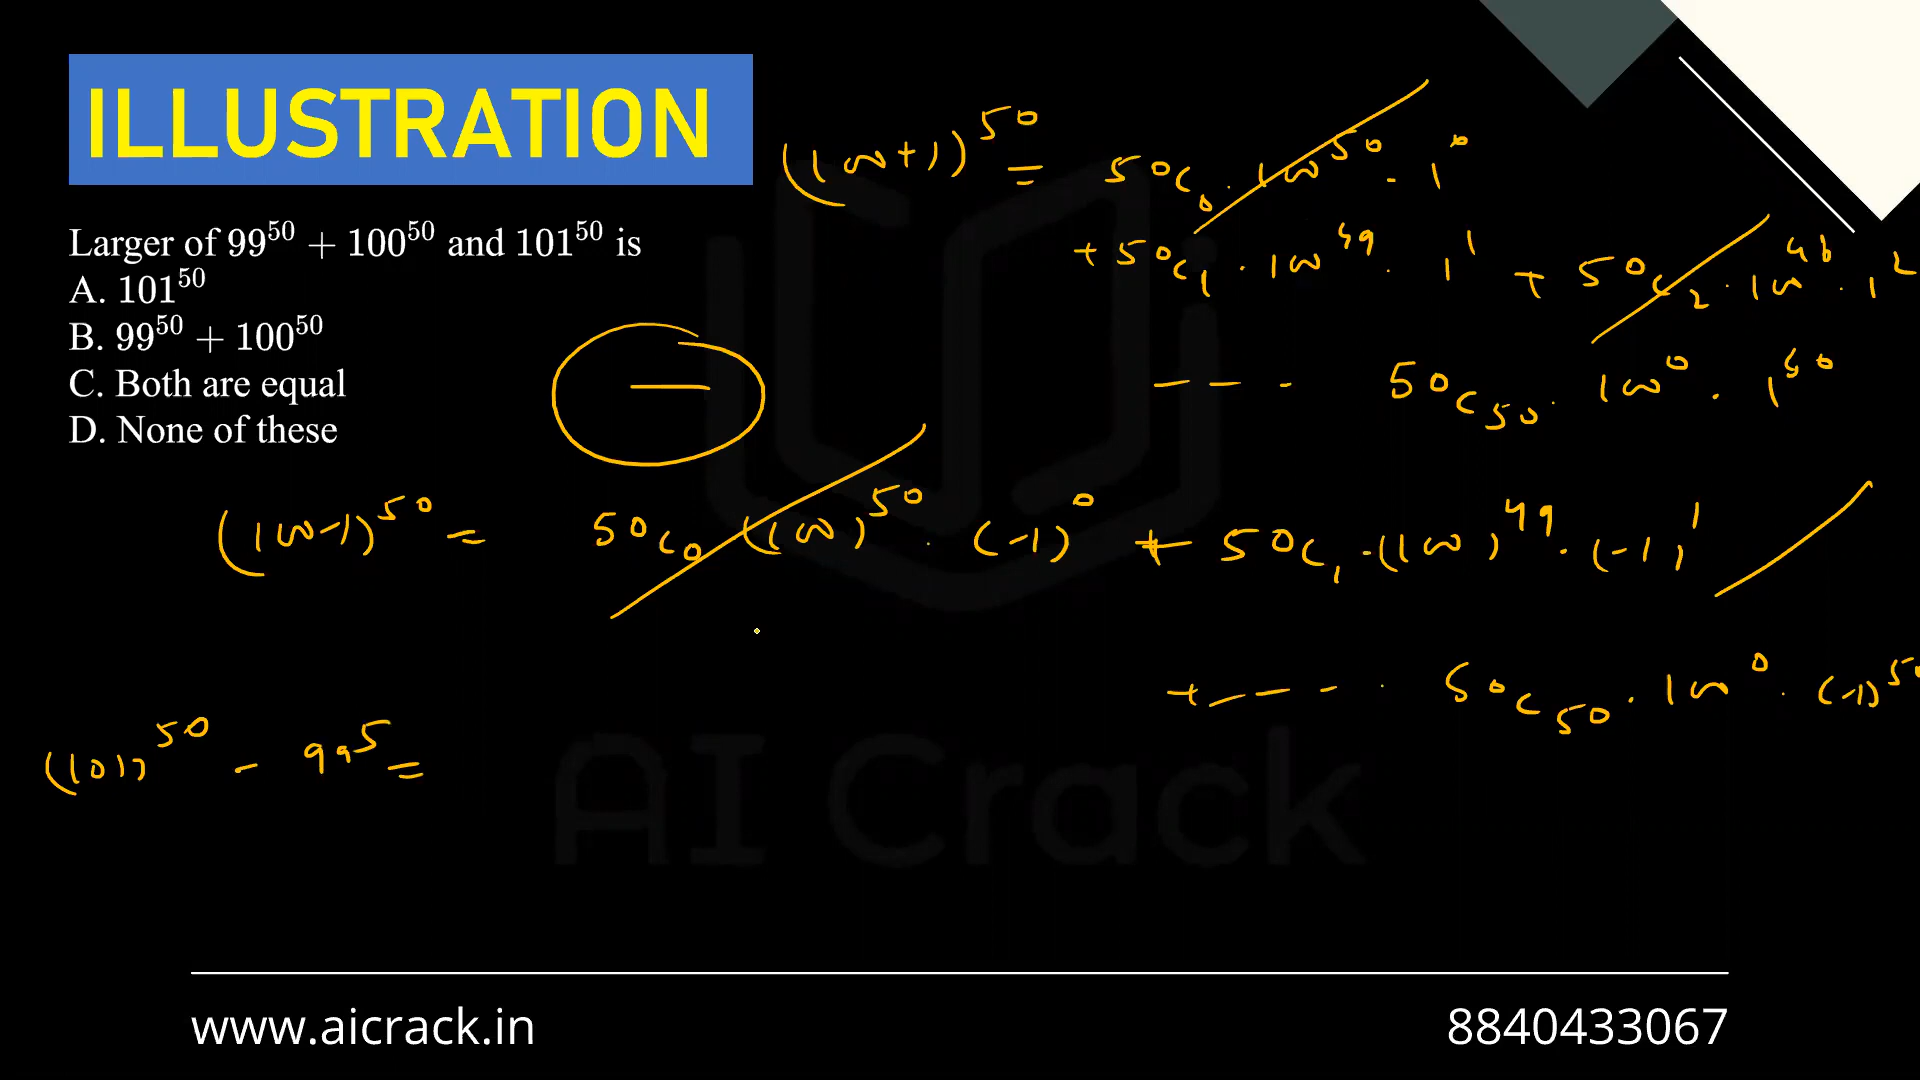 ILLUSTRATION
Larger of 99^50 + 100^50 and 101^50 is
A. 101^50
B. 99^50 + 100^50
C. Both are equal
D. None of these
(100+1)^50 = 50C0 . 100^50 . 1^0
+ 50C1 . 100^49 . 1^1 + 50C2 . 100^48 . 1^2
---- 50C50 . 100^0 . 1^50
(100-1)^50 = 50C0 (100)^50 . (-1)^0 + 50C1 . (100)^49 . (-1)^1
+ ---- . 50C50 . 100^0 . (-1)^50
(101)^50 - 99^5 =
AI Crack
www.aicrack.in
8840433067